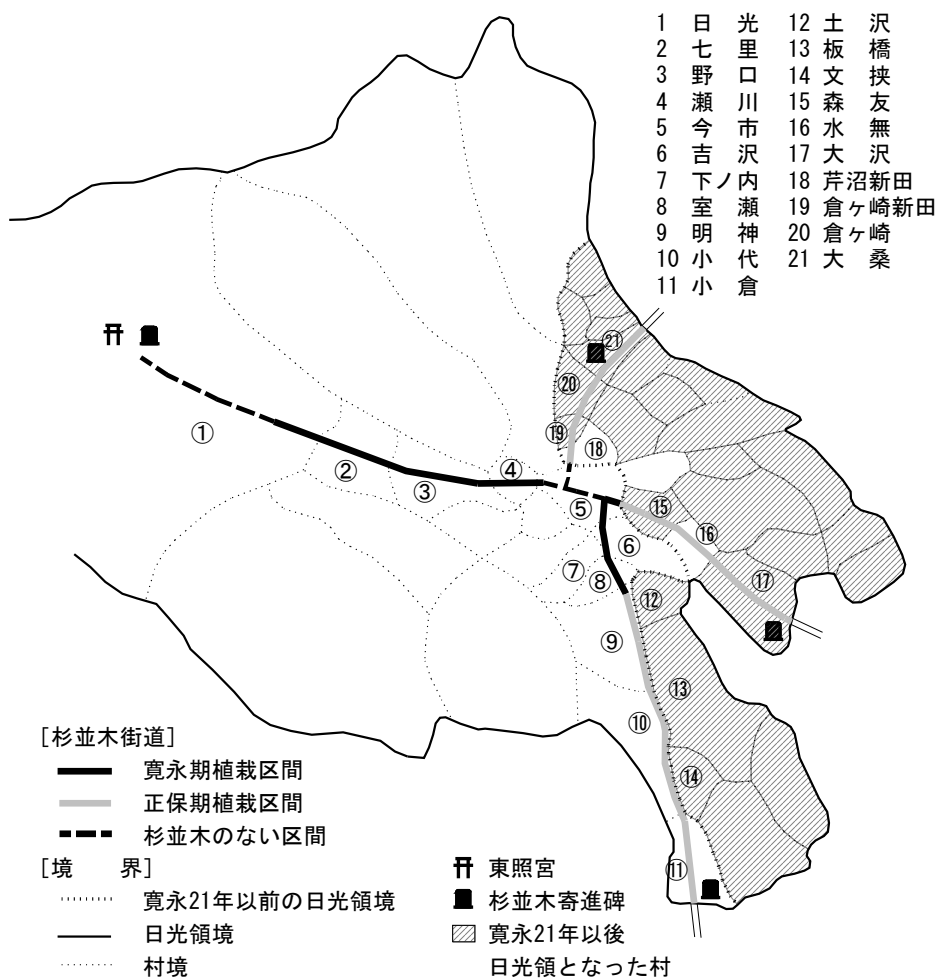 1 日光 12 土沢
2 七里 13 板橋
3 野口 14 文挟
4 瀬川 15 森友
5 今市 16 水無
6 吉沢 17 大沢
7 下ノ内 18 芹沼新田
8 室瀬 19 倉ヶ崎新田
9 明神 20 倉ヶ崎
10 小代 21 大桑
11 小倉
㉑
⑳
⑲
⑱
①
②
③
④
⑤
⑮
⑯
⑥
⑦
⑧
⑰
⑫
⑨
⑬
⑩
⑭
⑪
[杉並木街道]
寛永期植栽区間
正保期植栽区間
杉並木のない区間
[境界]
寛永21年以前の日光領境
日光領境
村境
東照宮
杉並木寄進碑
寛永21年以後
日光領となった村